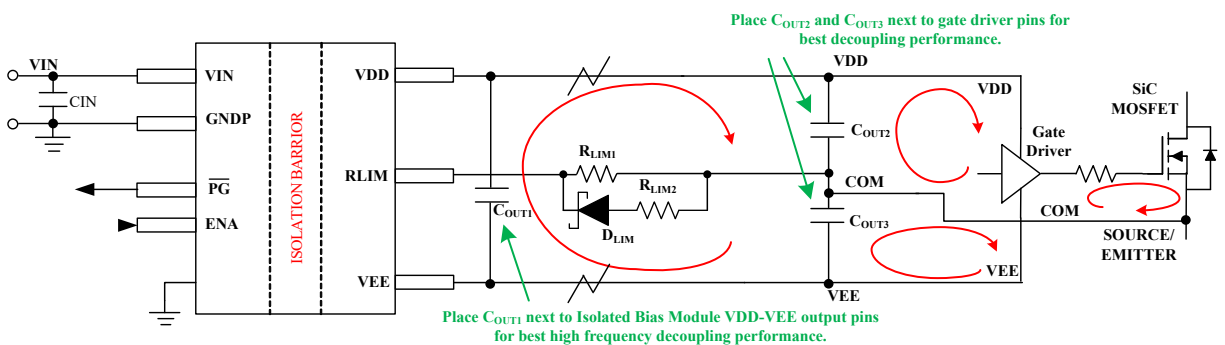 Place COUT2 and COUT3 next to gate driver pins for
best decoupling performance.
VIN
CIN
VIN
GNDP
PG
ENA
ISOLATION BARRIER
VDD
RLIM
VEE
COUT1
RLIM1
RLIM2
DLIM
VDD
COUT2
COM
COUT3
VEE
VDD
Gate
Driver
COM
VEE
SiC
MOSFET
SOURCE/
EMITTER
Place COUT1 next to Isolated Bias Module VDD-VEE output pins
for best high frequency decoupling performance.